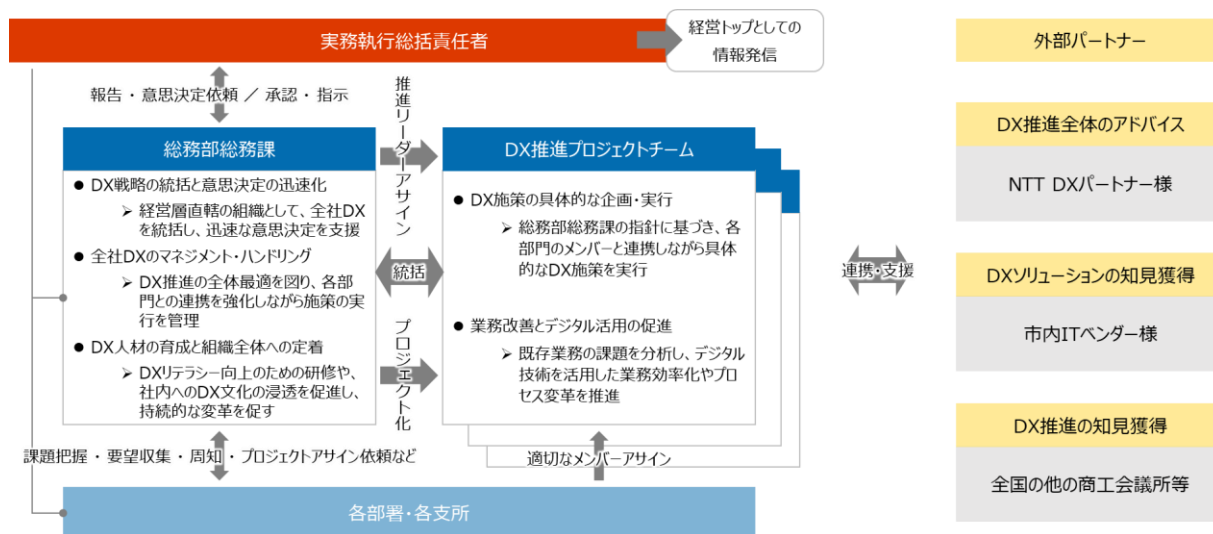 実務執行総括責任者
経営トップとしての
情報発信
報告・意思決定依頼 ／ 承認・指示
推進リーダーアサイン
総務部総務課
● DX戦略の統括と意思決定の迅速化
➢ 経営層直轄の組織として、全社DX
を統括し、迅速な意思決定を支援
● 全社DXのマネジメント・ハンドリング
➢ DX推進の全体最適を図り、各部
門との連携を強化しながら施策の実
行を管理
● DX人材の育成と組織全体への定着
➢ DXリテラシー向上のための研修や、
社内へのDX文化の浸透を促進し、
持続的な変革を促す
統括
プロジェクト化
DX推進プロジェクトチーム
● DX施策の具体的な企画・実行
➢ 総務部総務課の指針に基づき、各
部門のメンバーと連携しながら具体
的なDX施策を実行
● 業務改善とデジタル活用の促進
➢ 既存業務の課題を分析し、デジタル
技術を活用した業務効率化やプロ
セス変革を推進
課題把握・要望収集・周知・プロジェクトアサイン依頼など
適切なメンバーアサイン
各部署・各支所
連携・支援
外部パートナー
DX推進全体のアドバイス
NTT DXパートナー様
DXソリューションの知見獲得
市内ITベンダー様
DX推進の知見獲得
全国の他の商工会議所等